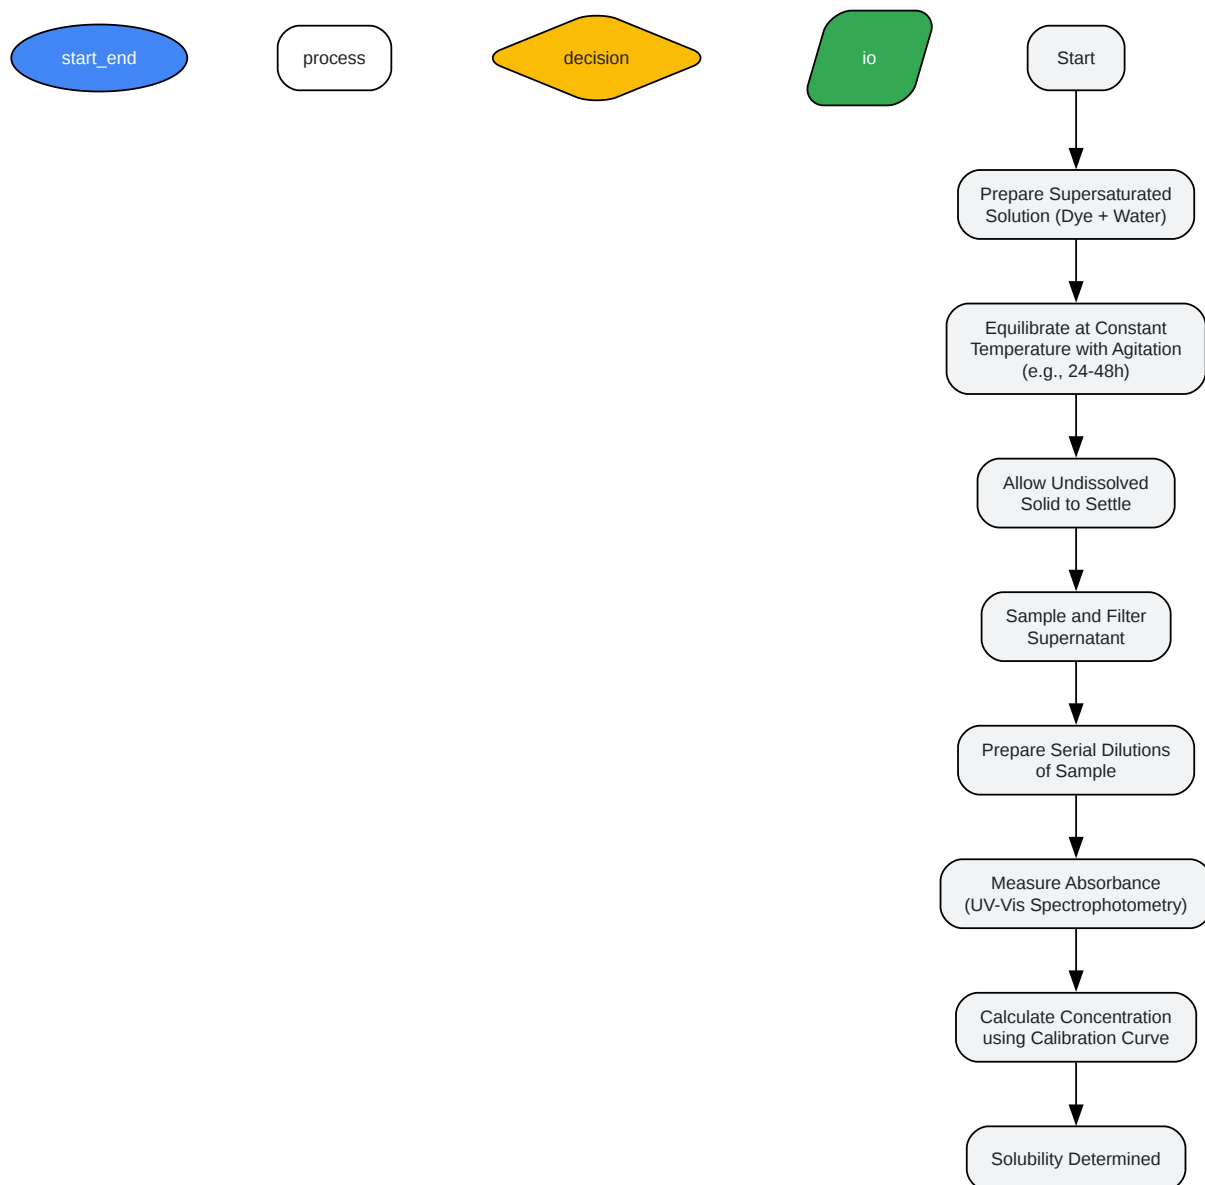 start_end
process
decision
io
Start
Prepare Supersaturated
Solution (Dye + Water)
Equilibrate at Constant
Temperature with Agitation
(e.g., 24-48h)
Allow Undissolved
Solid to Settle
Sample and Filter
Supernatant
Prepare Serial Dilutions
of Sample
Measure Absorbance
(UV-Vis Spectrophotometry)
Calculate Concentration
using Calibration Curve
Solubility Determined